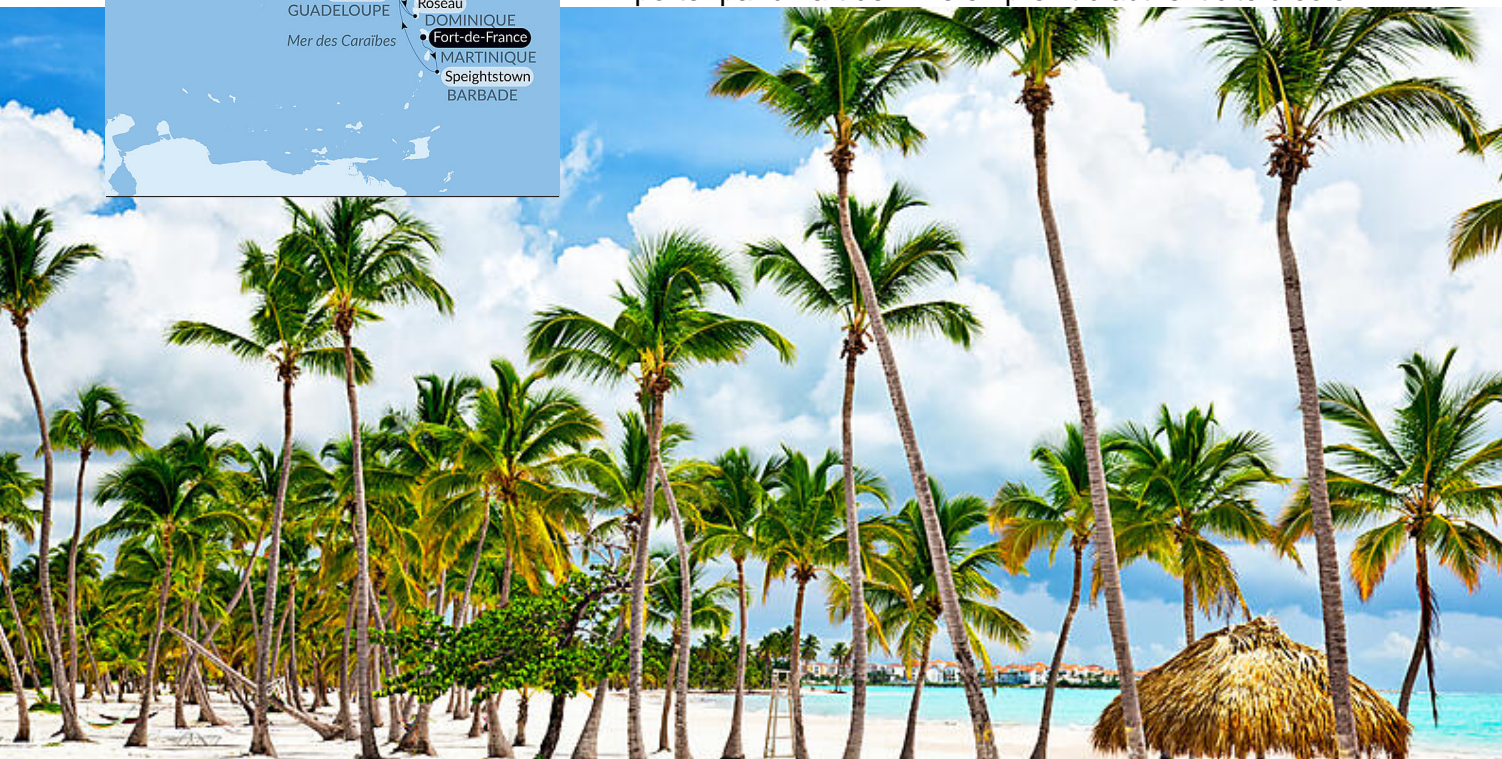 Roseau
GUADELOUPE
DOMINIQUE
Fort-de-France
Mer des Caraïbes
MARTINIQUE
Speightstown
BARBADE